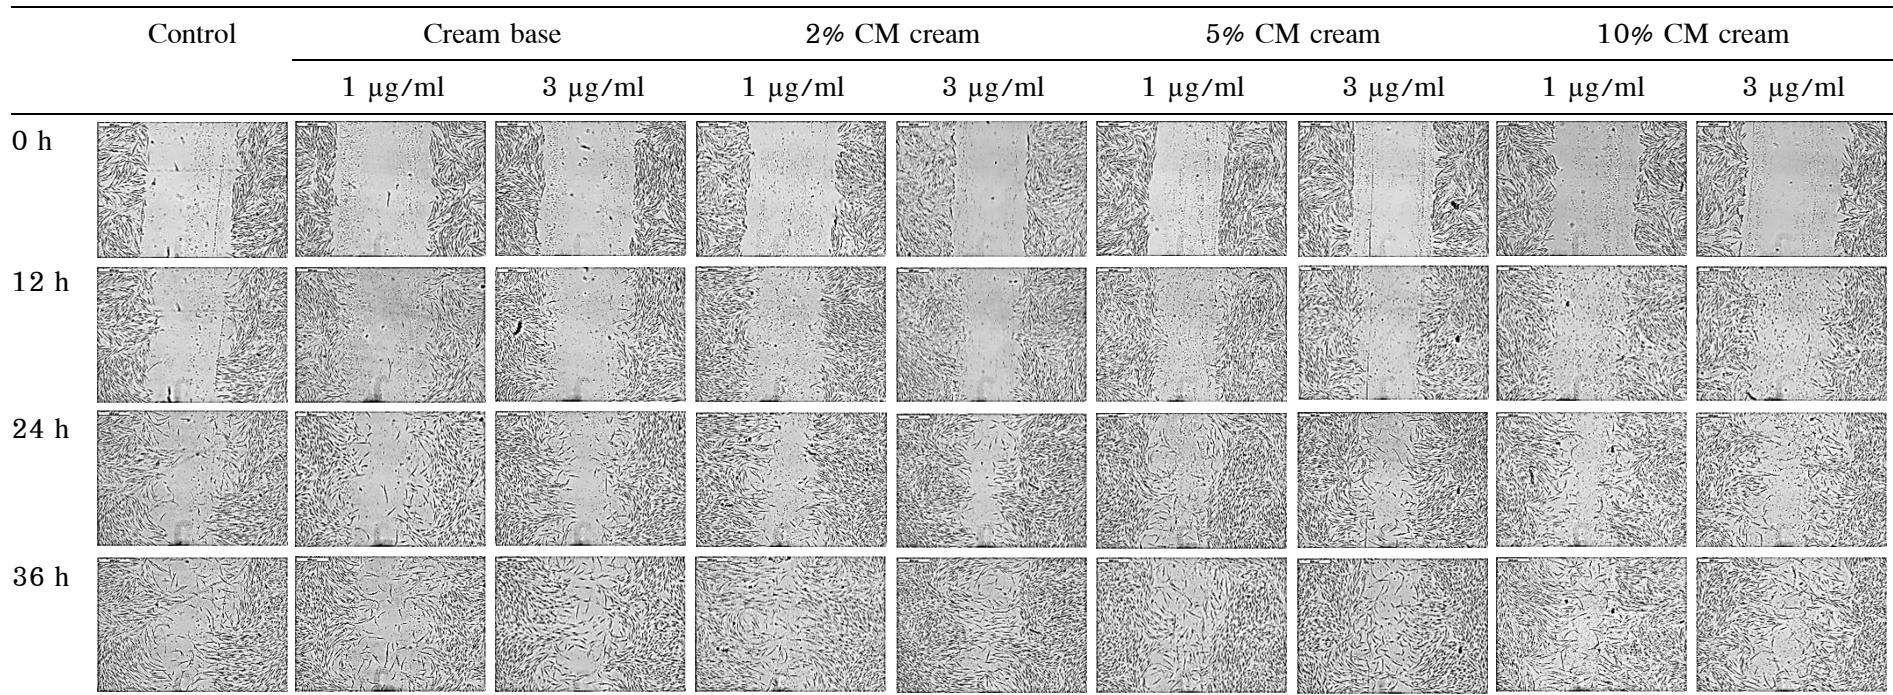 Control Cream base 2% CM cream 5% CM cream 10% CM cream
1 µg/ml 3 µg/ml 1 µg/ml 3 µg/ml 1 µg/ml 3 µg/ml 1 µg/ml 3 µg/ml
0 h
12 h
24 h
36 h